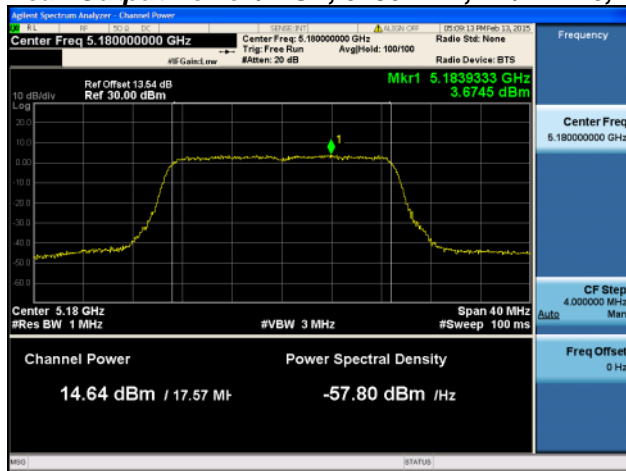 Agilent Spectrum Analyzer - Channel Power
RL RF 50 Ω DC SENSE:INT ALIGN OFF 05:09:13 PM Feb 13, 2015
Center Freq 5.180000000 GHz
Center Freq: 5.180000000 GHz
Radio Std: None
Trig: Free Run Avg|Hold: 100/100
#IFGain:Low #Atten: 20 dB Radio Device: BTS
Frequency
Mkr1 5.1839333 GHz
3.6745 dBm
Ref Offset 13.54 dB
10 dB/div Ref 30.00 dBm
Log
20.0
10.0
0.00
-10.0
-20.0
-30.0
-40.0
-50.0
-60.0
1
Center Freq
5.180000000 GHz
Center 5.18 GHz Span 40 MHz
#Res BW 1 MHz #VBW 3 MHz #Sweep 100 ms
CF Step
4.000000 MHz
Auto Man
Channel Power Power Spectral Density
14.64 dBm / 17.57 MH -57.80 dBm /Hz
Freq Offset
0 Hz
MSG STATUS